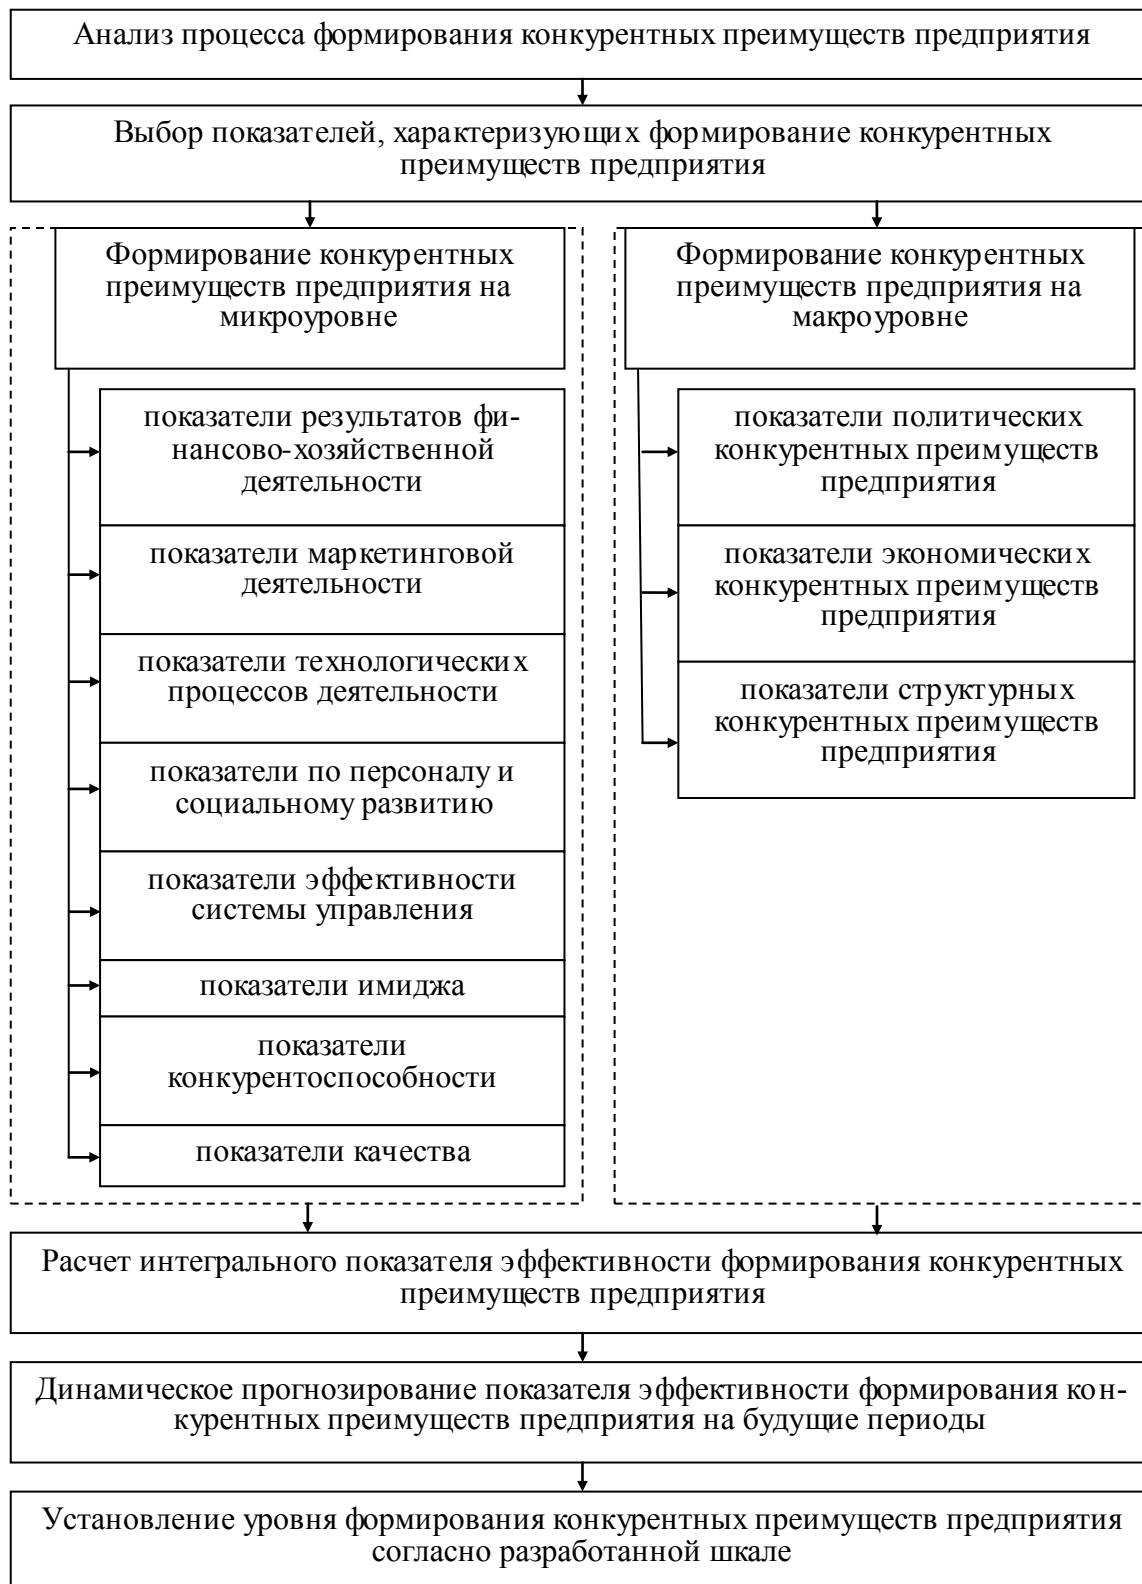 Анализ процесса формирования конкурентных преимуществ предприятия
Выбор показателей, характеризующих формирование конкурентных
преимуществ предприятия
Формирование конкурентных
преимуществ предприятия на
микроуровне
показатели результатов фи-
нансово-хозяйственной
деятельности
показатели маркетинговой
деятельности
показатели технологических
процессов деятельности
показатели по персоналу и
социальному развитию
показатели эффективности
системы управления
показатели имиджа
показатели
конкурентоспособности
показатели качества
Формирование конкурентных
преимуществ предприятия на
макроуровне
показатели политических
конкурентных преимуществ
предприятия
показатели экономических
конкурентных преимуществ
предприятия
показатели структурных
конкурентных преимуществ
предприятия
Расчет интегрального показателя эффективности формирования конкурентных
преимуществ предприятия
Динамическое прогнозирование показателя эффективности формирования кон-
курентных преимуществ предприятия на будущие периоды
Установление уровня формирования конкурентных преимуществ предприятия
согласно разработанной шкале